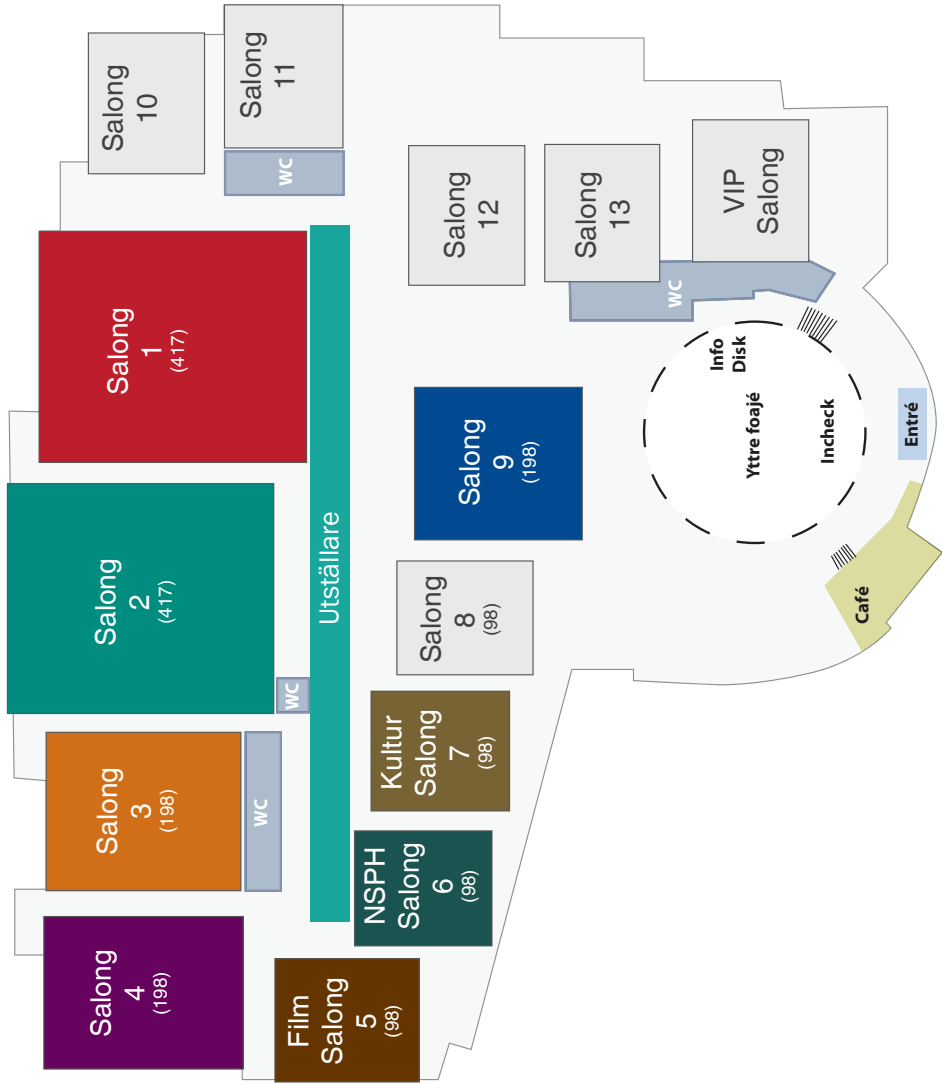 Salong
10
Salong
11
WC
Salong
1
(417)
Salong
2
(417)
WC
Salong
3
(198)
WC
Salong
4
(198)
Utställare
Film
Salong
5
(98)
NSPH
Salong
6
(98)
Kultur
Salong
7
(98)
Salong
8
(98)
Salong
9
(198)
Salong
12
Salong
13
VIP
Salong
WC
Info
Disk
Yttre foajé
Incheck
Entré
Café